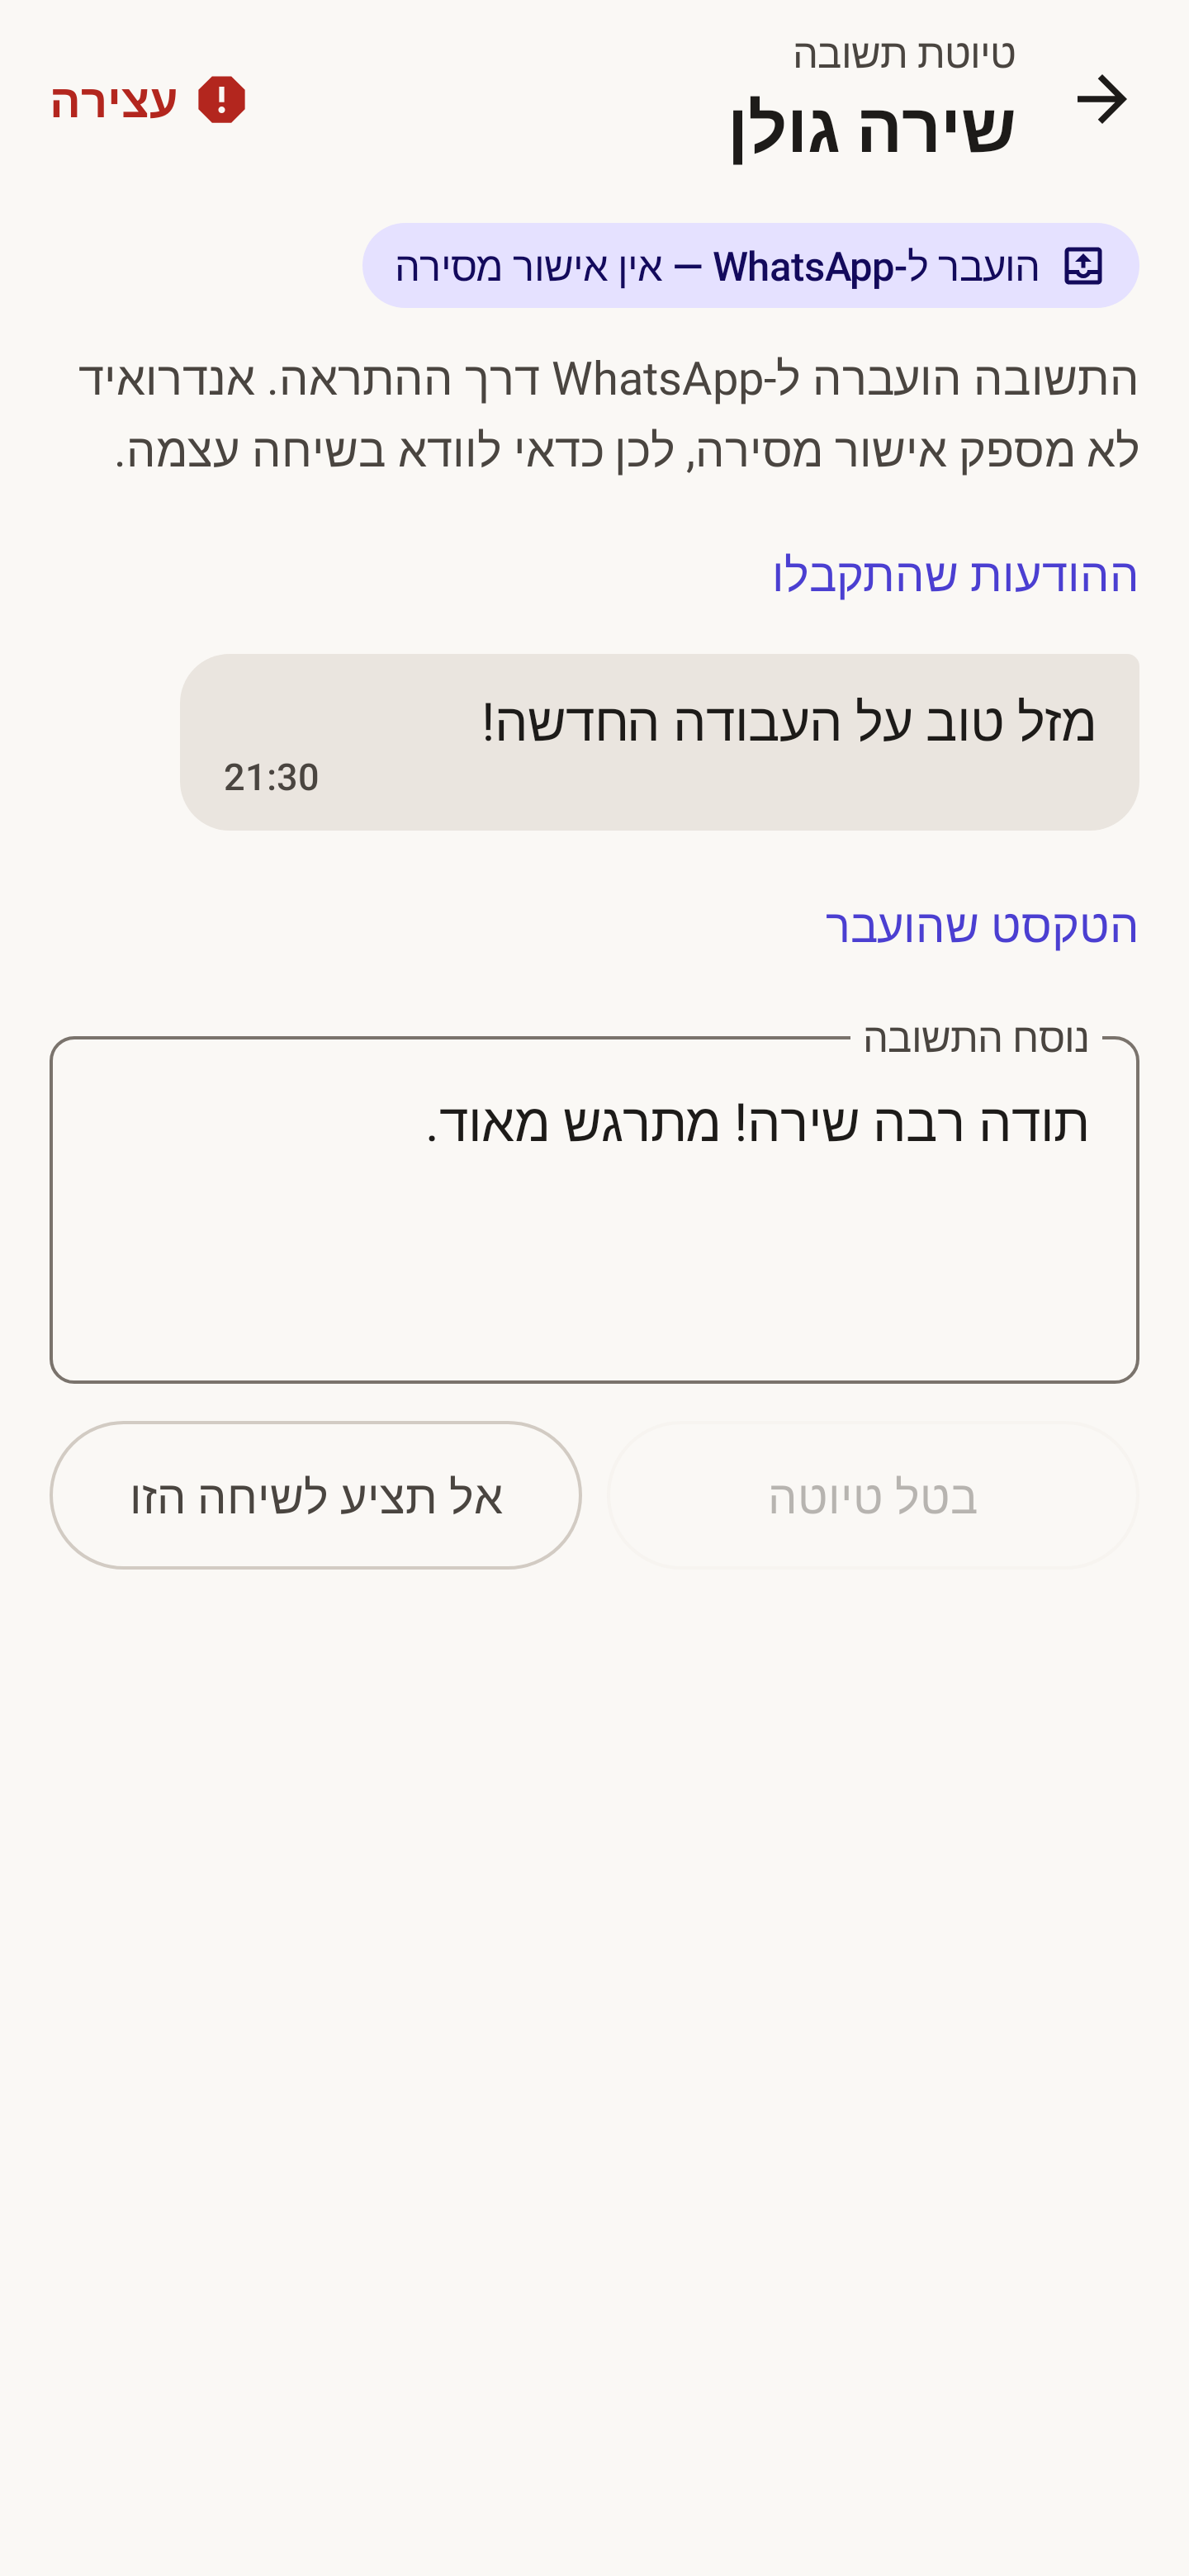 טיוטת תשובה
שירה גולן
עצירה
הועבר ל-WhatsApp — אין אישור מסירה
התשובה הועברה ל-WhatsApp דרך ההתראה. אנדרואיד
לא מספק אישור מסירה, לכן כדאי לוודא בשיחה עצמה.
ההודעות שהתקבלו
מזל טוב על העבודה החדשה!
21:30
הטקסט שהועבר
נוסח התשובה
תודה רבה שירה! מתרגש מאוד.
בטל טיוטה
אל תציע לשיחה הזו